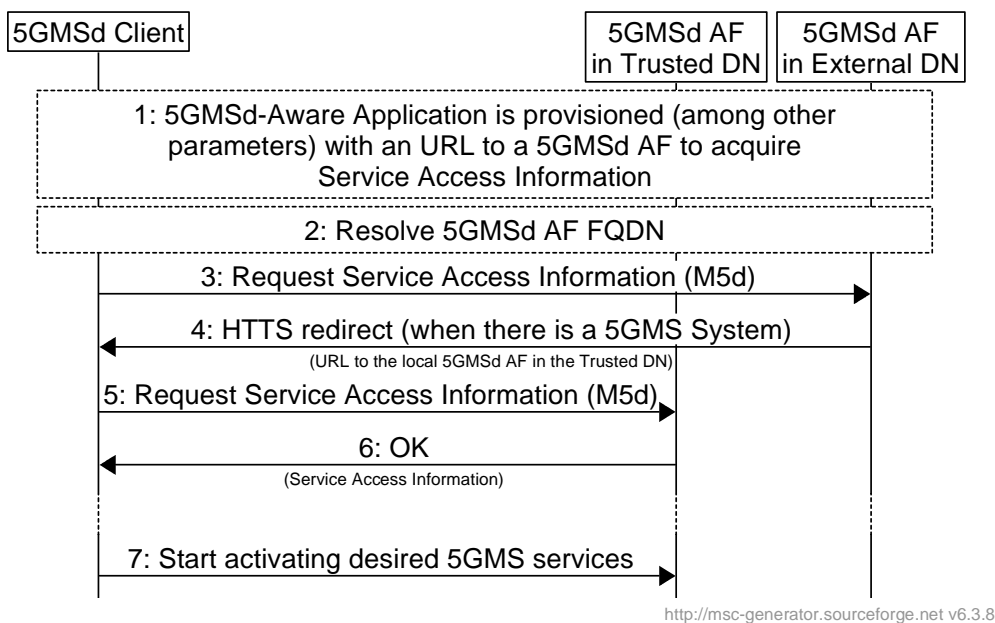 5GMSd Client
5GMSd AF
in Trusted DN
5GMSd AF
in External DN
1: 5GMSd-Aware Application is provisioned (among other
parameters) with an URL to a 5GMSd AF to acquire
Service Access Information
2: Resolve 5GMSd AF FQDN
3: Request Service Access Information (M5d)
4: HTTS redirect (when there is a 5GMS System)
(URL to the local 5GMSd AF in the Trusted DN)
5: Request Service Access Information (M5d)
6: OK
(Service Access Information)
7: Start activating desired 5GMS services
http://msc-generator.sourceforge.net v6.3.8